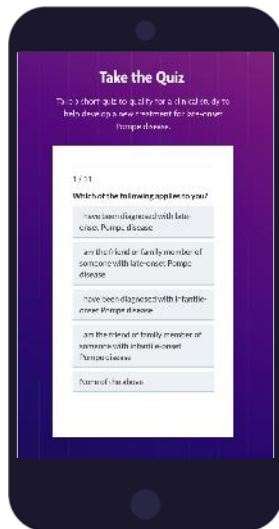 Take the Quiz
Take a short quiz to qualify for a clinical study to
help develop a new treatment for late-onset
Pompe disease.
1 / 11
Which of the following applies to you?
I have been diagnosed with late-
onset Pompe disease
I am the friend or family member of
someone with late-onset Pompe
disease
I have been diagnosed with infantile-
onset Pompe disease
I am the friend of family member of
someone with infantile-onset
Pompe disease
None of the above